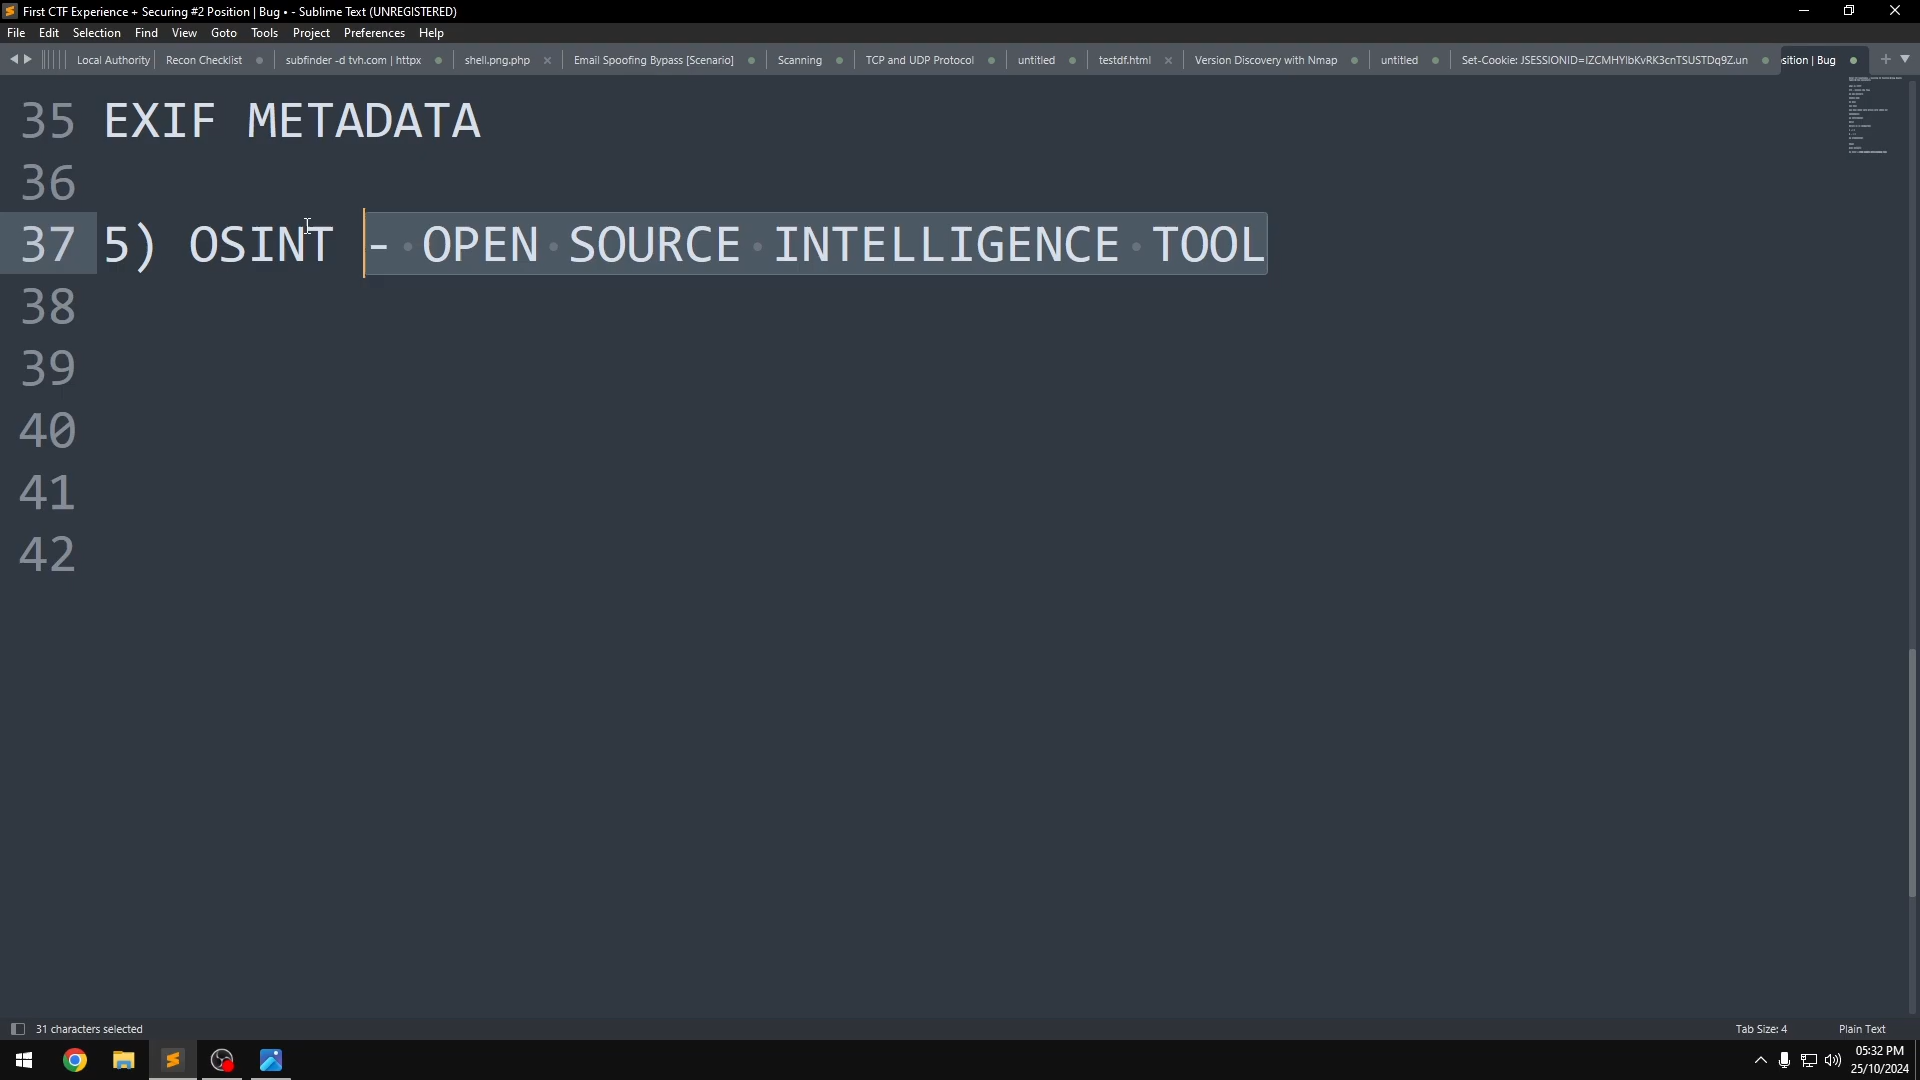 First CTF Experience + Securing #2 Position | Bug • - Sublime Text (UNREGISTERED)
File Edit Selection Find View Goto Tools Project Preferences Help
Local Authority Recon Checklist subfinder -d tvh.com | httpx shell.png.php Email Spoofing Bypass [Scenario] Scanning TCP and UDP Protocol untitled testdf.html Version Discovery with Nmap untitled Set-Cookie: JSESSIONID=IZCMHYlbKvRK3cnTSUSTDq9Z.un sition | Bug
35 EXIF METADATA
36
37 5) OSINT - OPEN SOURCE INTELLIGENCE TOOL
38
39
40
41
42
31 characters selected Tab Size: 4 Plain Text
05:32 PM
25/10/2024